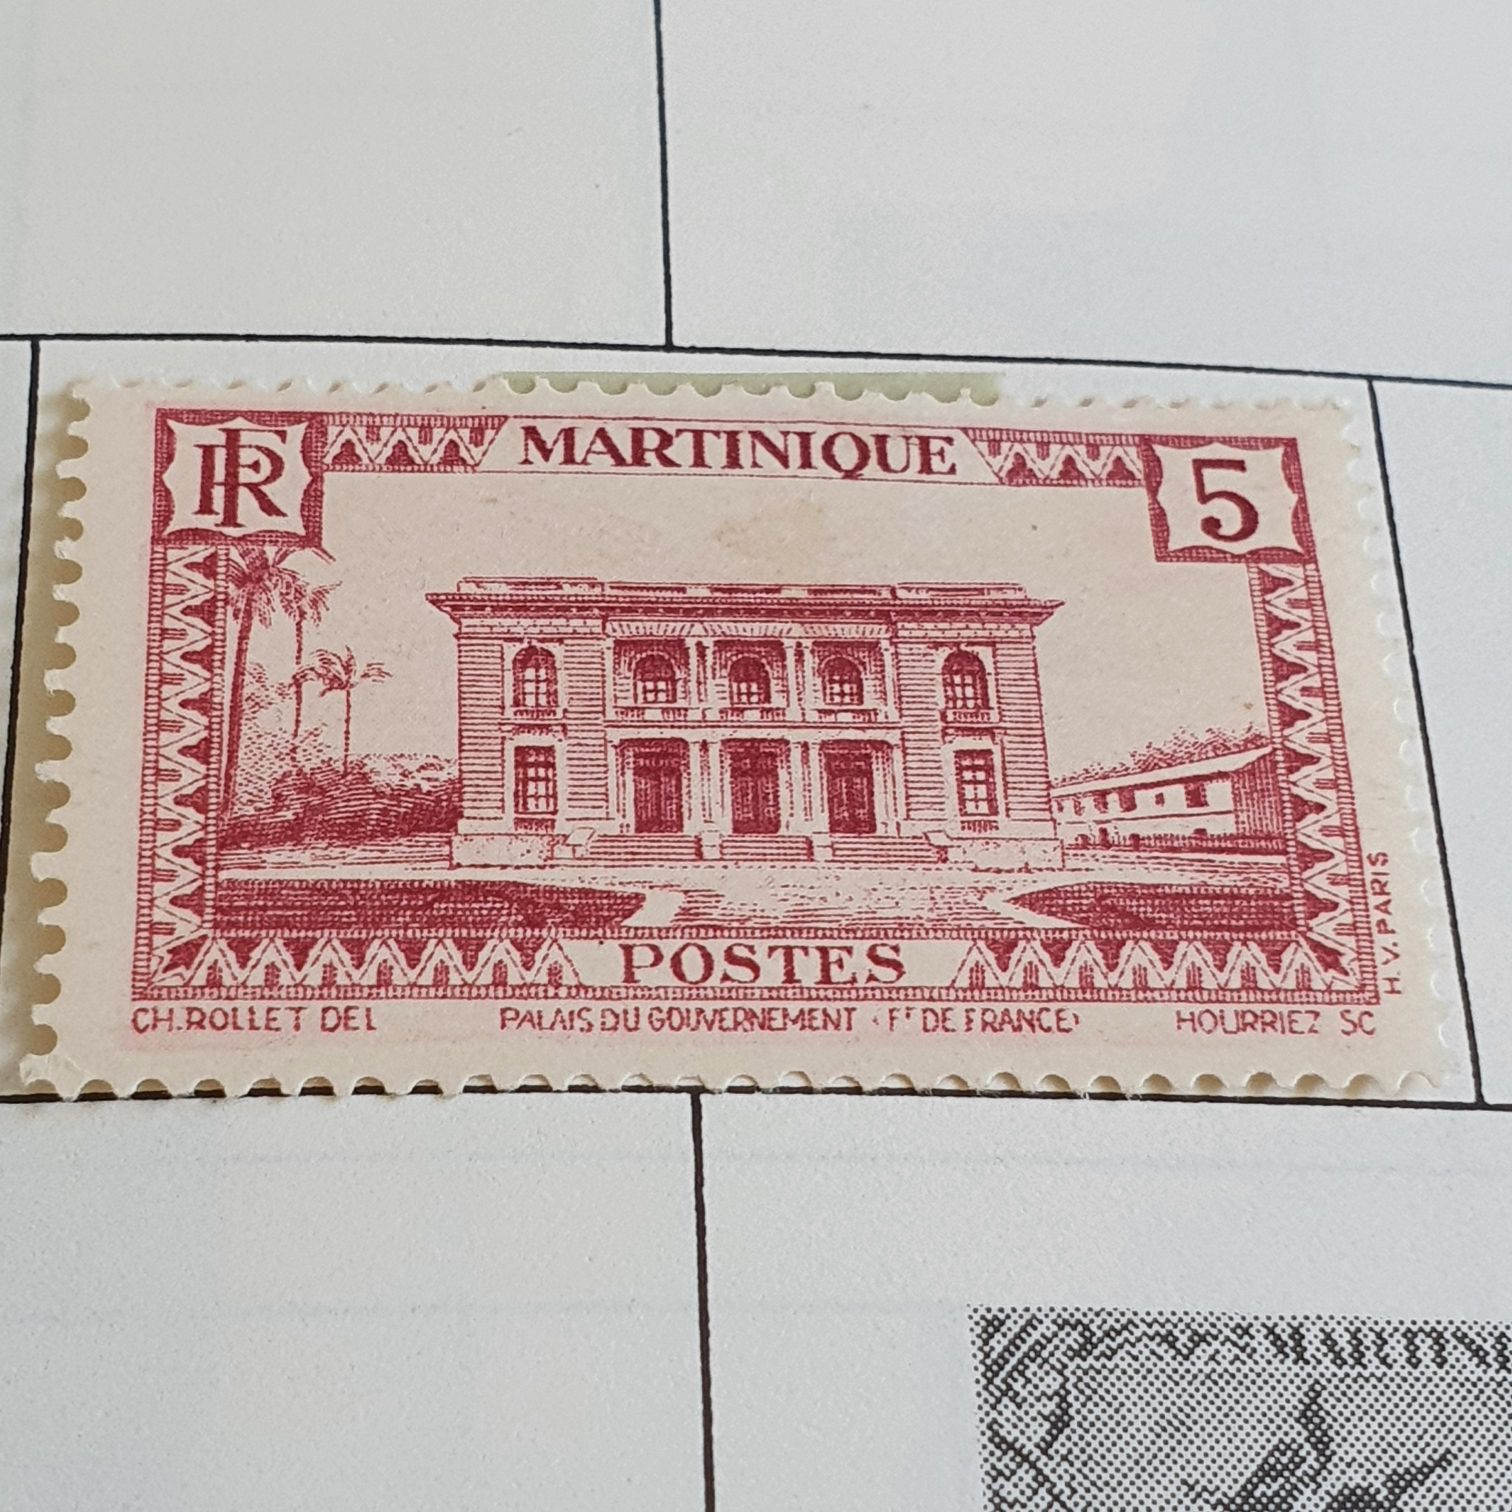 RF
MARTINIQUE
5
POSTES
H.V. PARIS
CH. ROLLET DEL
PALAIS DU GOUVERNEMENT (FT DE FRANCE)
HOURRIEZ SC